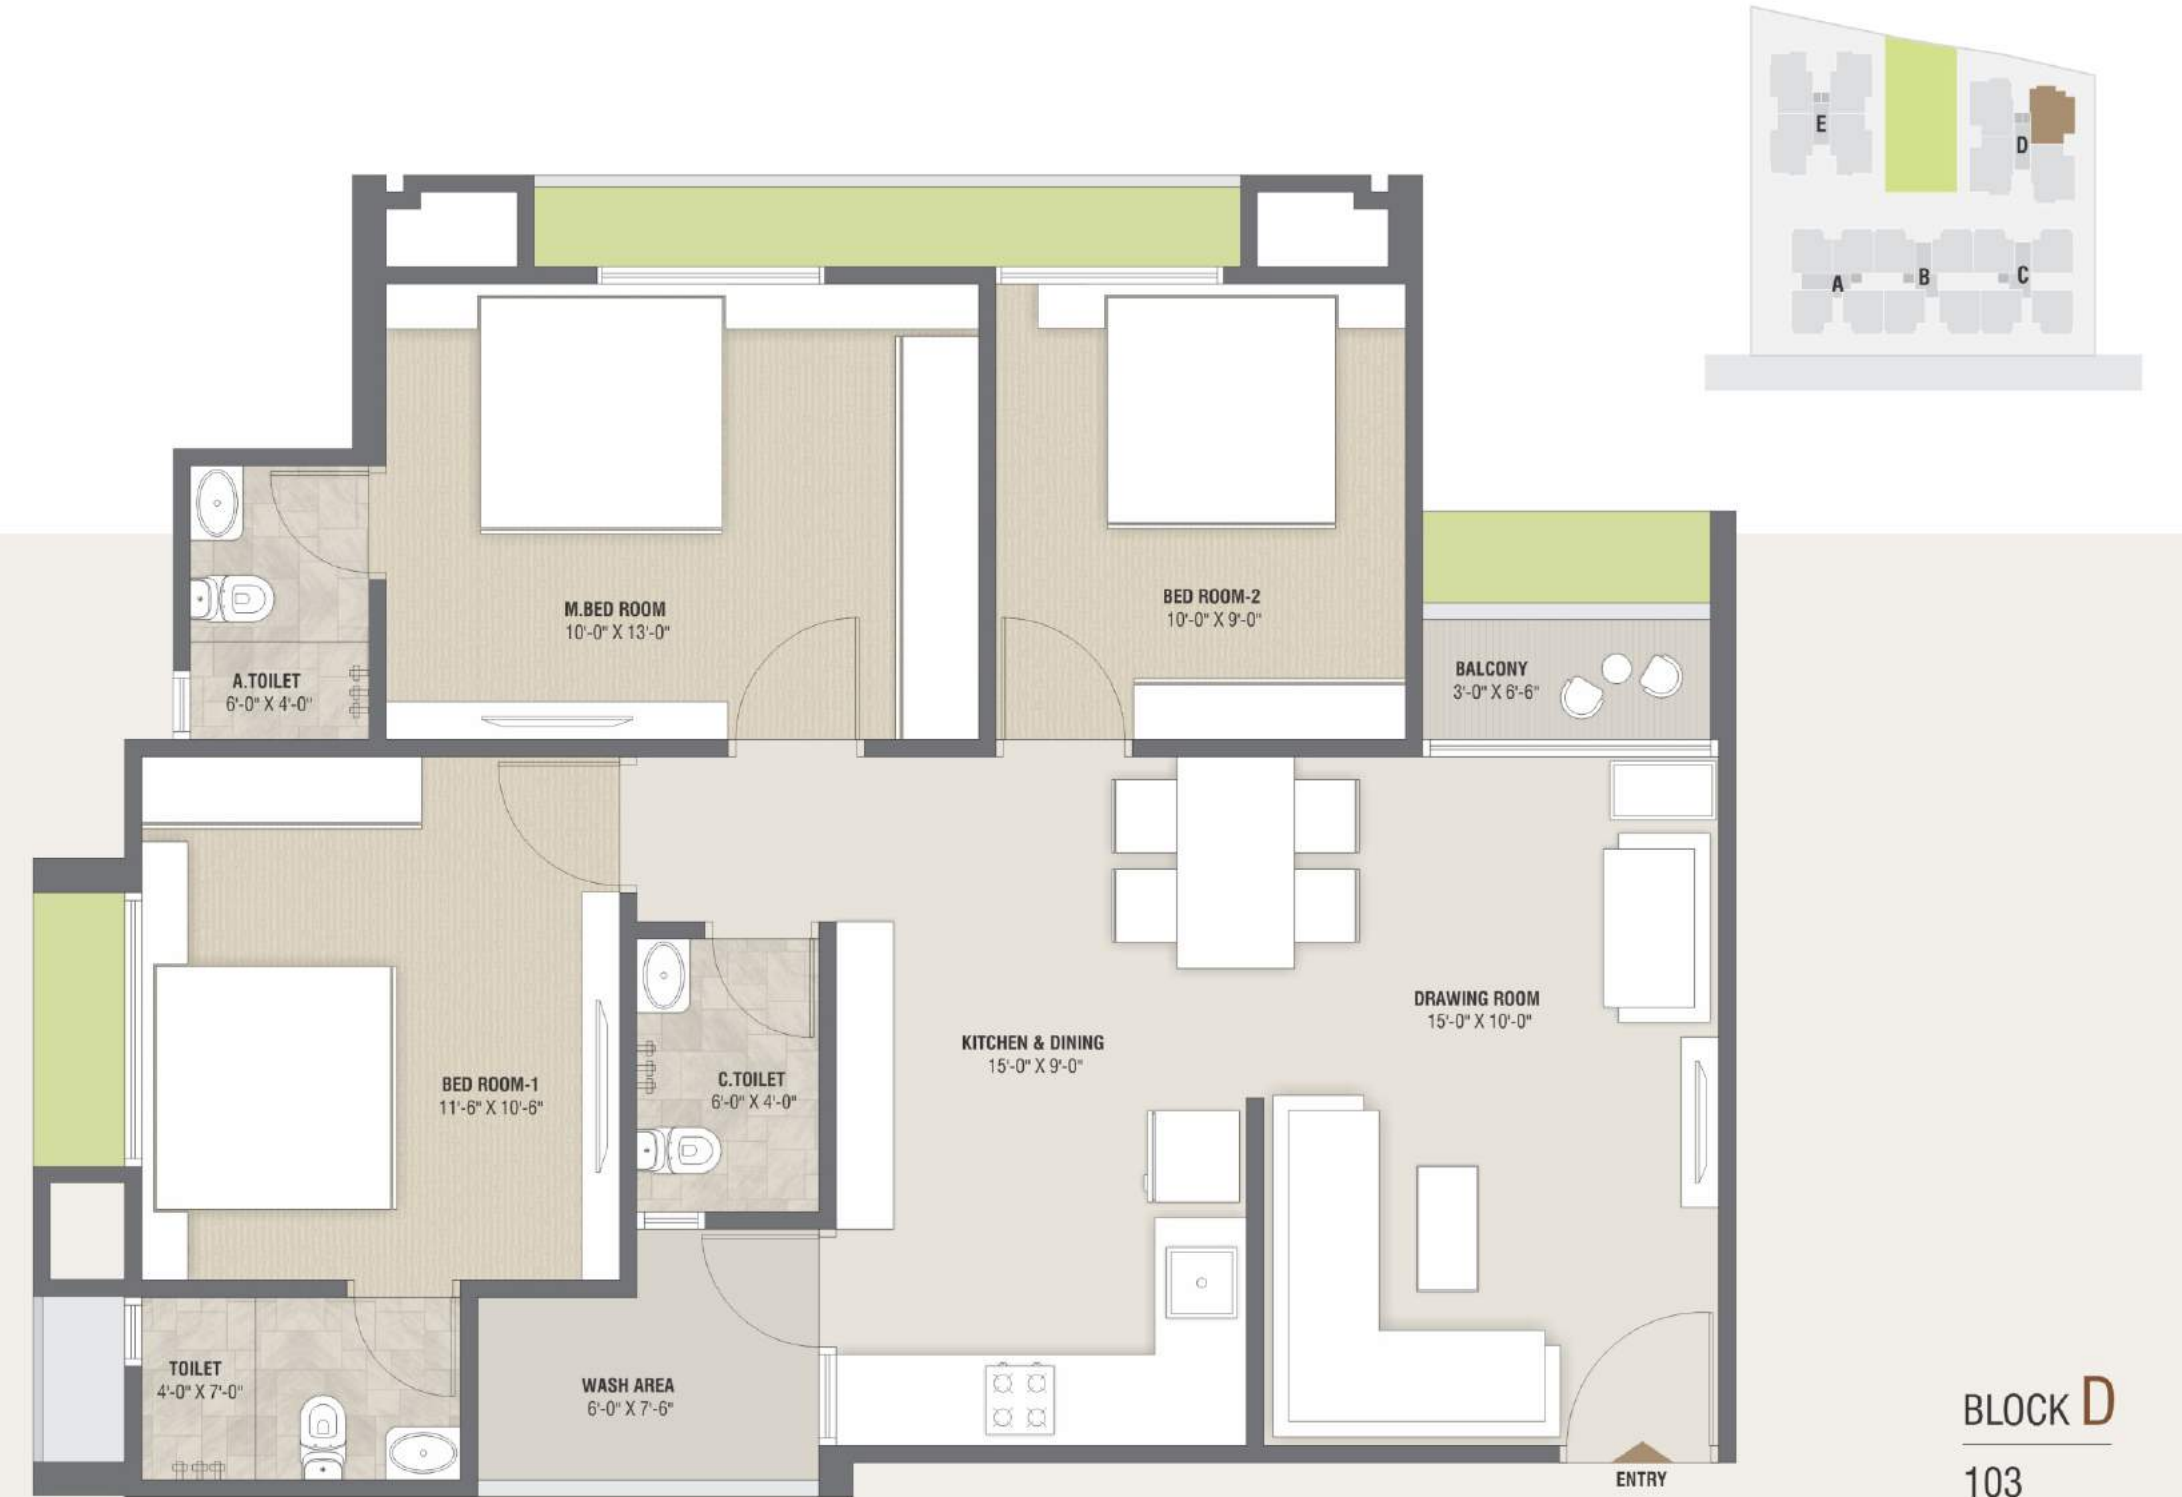 E
D
A
B
C
M.BED ROOM
10'-0" X 13'-0"
BED ROOM-2
10'-0" X 9'-0"
A.TOILET
6'-0" X 4'-0"
BALCONY
3'-0" X 6'-6"
DRAWING ROOM
15'-0" X 10'-0"
KITCHEN & DINING
15'-0" X 9'-0"
BED ROOM-1
11'-6" X 10'-6"
C.TOILET
6'-0" X 4'-0"
TOILET
4'-0" X 7'-0"
WASH AREA
6'-0" X 7'-6"
ENTRY
BLOCK D
103